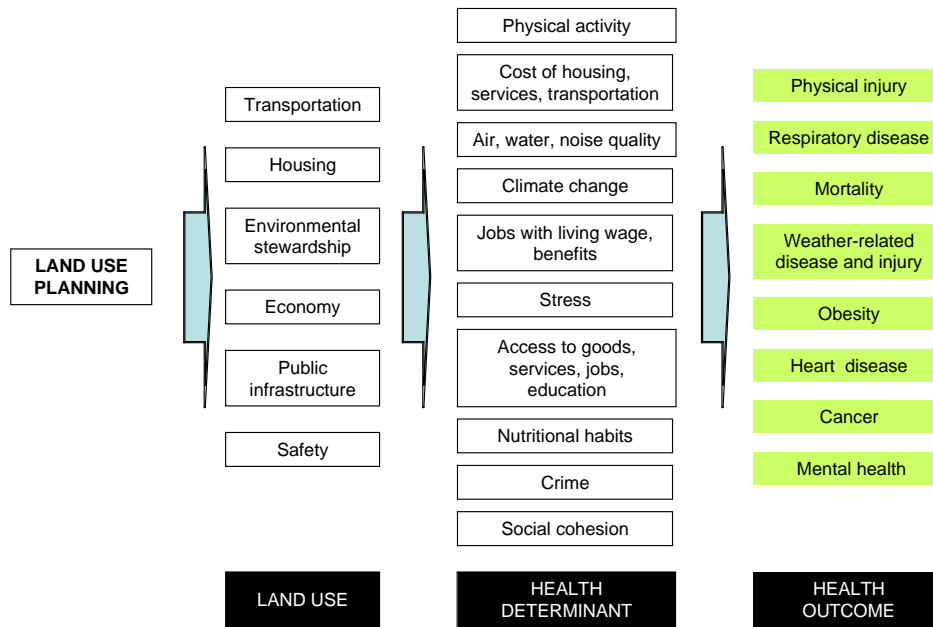 LAND USE
PLANNING
Transportation
Housing
Environmental
stewardship
Economy
Public
infrastructure
Safety
LAND USE
Physical activity
Cost of housing,
services, transportation
Air, water, noise quality
Climate change
Jobs with living wage,
benefits
Stress
Access to goods,
services, jobs,
education
Nutritional habits
Crime
Social cohesion
HEALTH
DETERMINANT
Physical injury
Respiratory disease
Mortality
Weather-related
disease and injury
Obesity
Heart disease
Cancer
Mental health
HEALTH
OUTCOME